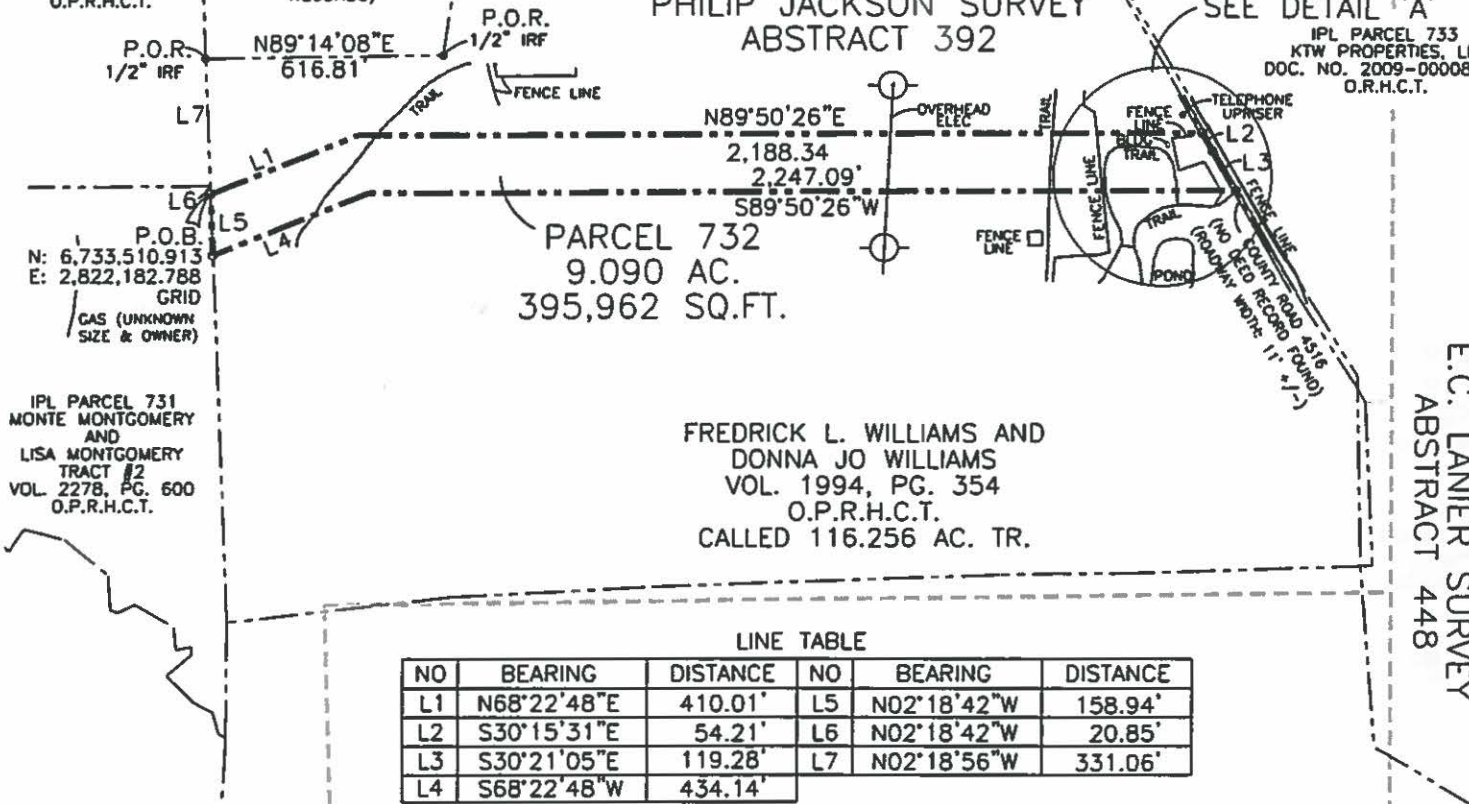 O.P.R.H.C.T.
PHILIP JACKSON SURVEY
ABSTRACT 392
SEE DETAIL "A"
IPL PARCEL 733
KTW PROPERTIES,
DOC. NO. 2009-00008
O.R.H.C.T.
P.O.R.
1/2" IRF
N89°14'08"E
616.81'
P.O.R.
1/2" IRF
FENCE LINE
TRAIL
L7
L1
N89°50'26"E
2,188.34
2,247.09'
S89°50'26"W
OVERHEAD
ELEC
TRAIL
FENCE LINE
FENCE
LINE
BLDG
TRAIL
TELEPHONE
UPRISER
L2
L3
FENSE LINE
COUNTY ROAD 4516
(NO DEED RECORD FOUND)
(ROADWAY WIDTH: 11' +/-)
TRAIL
POND
FENCE
LINE
L6
L5
L4
P.O.B.
N: 6,733,510.913
E: 2,822,182.788
GRID
GAS (UNKNOWN
SIZE & OWNER)
PARCEL 732
9.090 AC.
395,962 SQ.FT.
IPL PARCEL 731
MONTE MONTGOMERY
AND
LISA MONTGOMERY
TRACT #2
VOL. 2278, PG. 600
O.P.R.H.C.T.
FREDRICK L. WILLIAMS AND
DONNA JO WILLIAMS
VOL. 1994, PG. 354
O.P.R.H.C.T.
CALLED 116.256 AC. TR.
E.C. LANIER SURVEY
ABSTRACT 448
LINE TABLE
NO BEARING DISTANCE NO BEARING DISTANCE
L1 N68°22'48"E 410.01' L5 N02°18'42"W 158.94'
L2 S30°15'31"E 54.21' L6 N02°18'42"W 20.85'
L3 S30°21'05"E 119.28' L7 N02°18'56"W 331.06'
L4 S68°22'48"W 434.14'